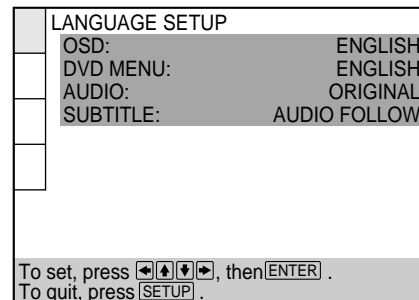 LANGUAGE SETUP
OSD: ENGLISH
DVD MENU: ENGLISH
AUDIO: ORIGINAL
SUBTITLE: AUDIO FOLLOW
To set, press ←↑↓→, then ENTER .
To quit, press SETUP .